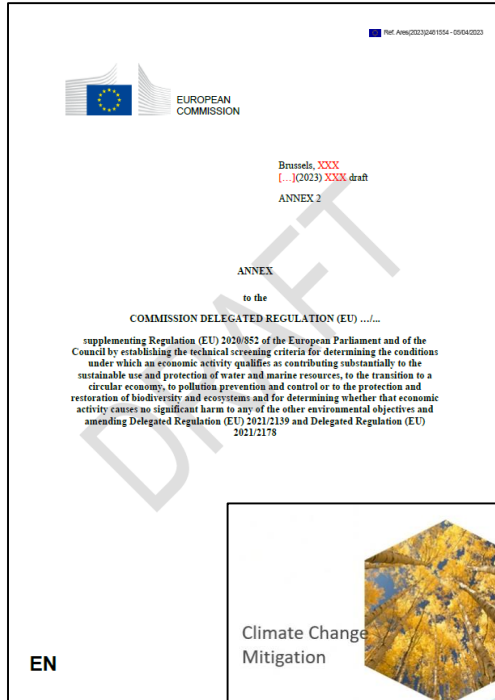 Ref. Ares(2023)2481554 - 05/04/2023
EUROPEAN
COMMISSION
Brussels, XXX
[…](2023) XXX draft
ANNEX 2
ANNEX
to the
COMMISSION DELEGATED REGULATION (EU) …/...
supplementing Regulation (EU) 2020/852 of the European Parliament and of the
Council by establishing the technical screening criteria for determining the conditions
under which an economic activity qualifies as contributing substantially to the
sustainable use and protection of water and marine resources, to the transition to a
circular economy, to pollution prevention and control or to the protection and
restoration of biodiversity and ecosystems and for determining whether that economic
activity causes no significant harm to any of the other environmental objectives and
amending Delegated Regulation (EU) 2021/2139 and Delegated Regulation (EU)
2021/2178
DRAFT
Climate Change
Mitigation
EN